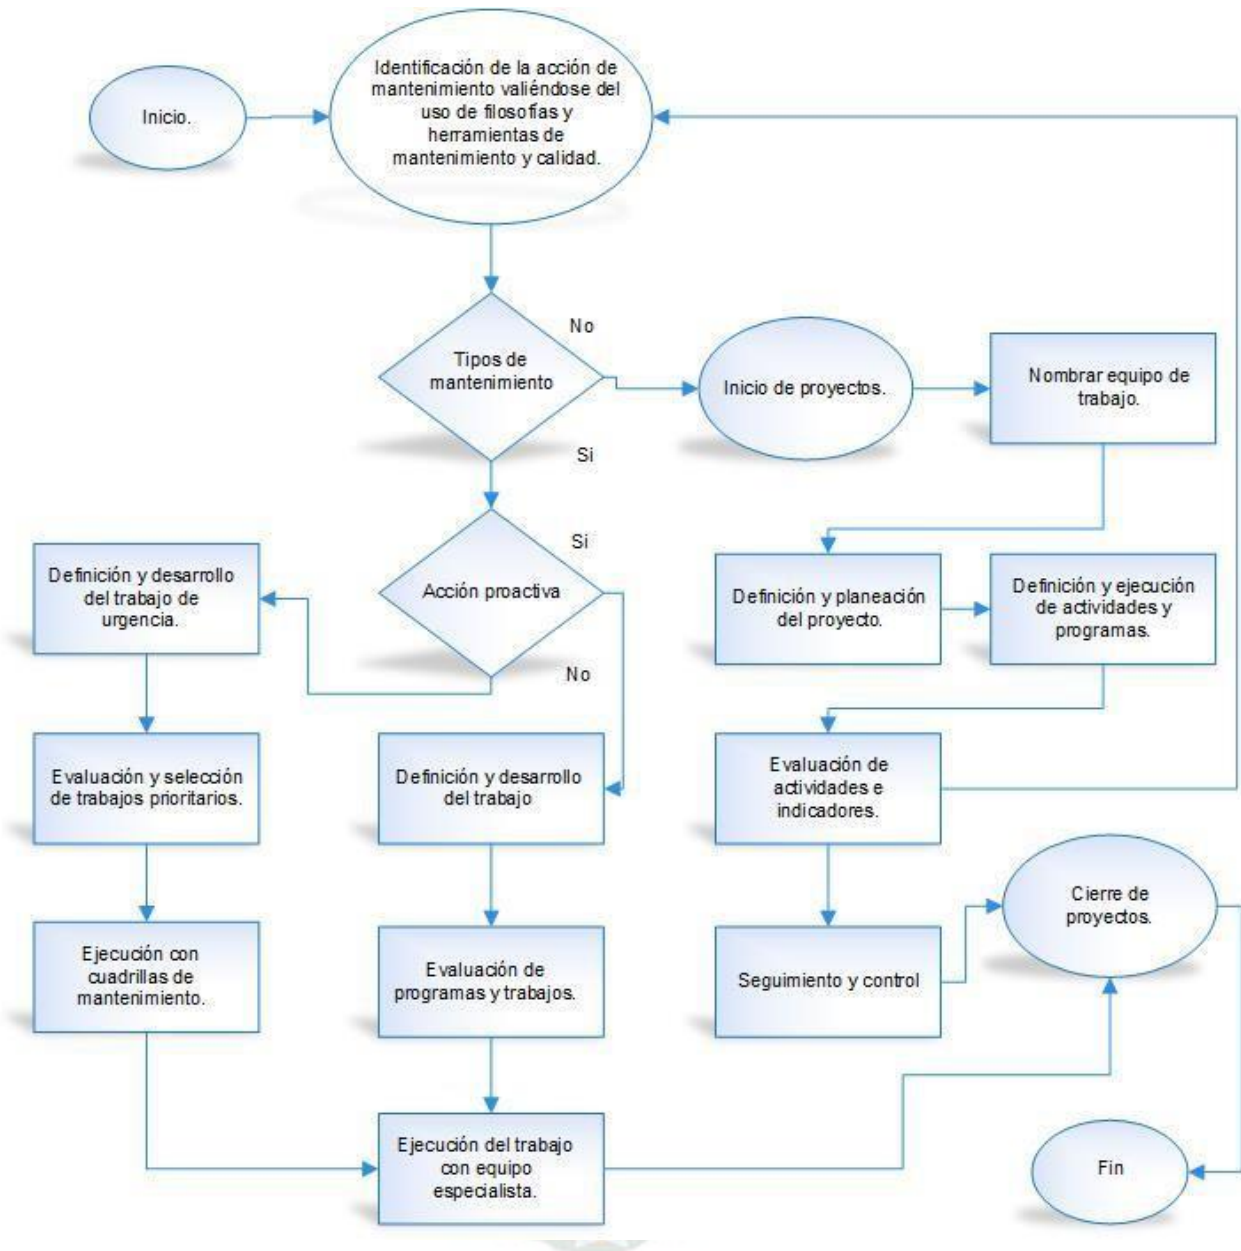 Inicio.
Identificación de la acción de
mantenimiento valiéndose del
uso de filosofías y
herramientas de
mantenimiento y calidad.
Tipos de
mantenimiento
No
Si
Inicio de proyectos.
Nombrar equipo de
trabajo.
Acción proactiva
Si
No
Definición y desarrollo
del trabajo de
urgencia.
Definición y planeación
del proyecto.
Definición y ejecución
de actividades y
programas.
Evaluación y selección
de trabajos prioritarios.
Definición y desarrollo
del trabajo
Evaluación de
actividades e
indicadores.
Cierre de
proyectos.
Ejecución con
cuadrillas de
mantenimiento.
Evaluación de
programas y trabajos.
Seguimiento y control
Ejecución del trabajo
con equipo
especialista.
Fin